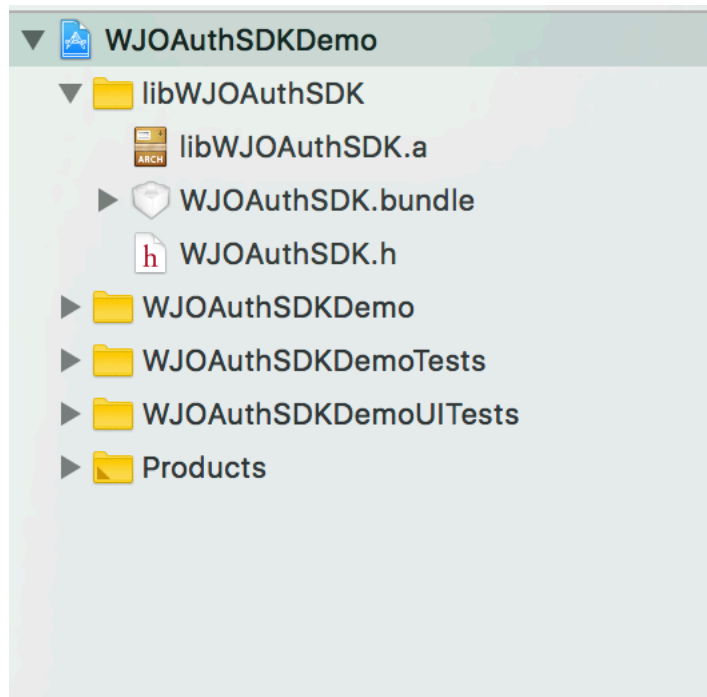 WJOAuthSDKDemo
libWJOAuthSDK
ARCH
libWJOAuthSDK.a
WJOAuthSDK.bundle
h
WJOAuthSDK.h
WJOAuthSDKDemo
WJOAuthSDKDemoTests
WJOAuthSDKDemoUITests
Products